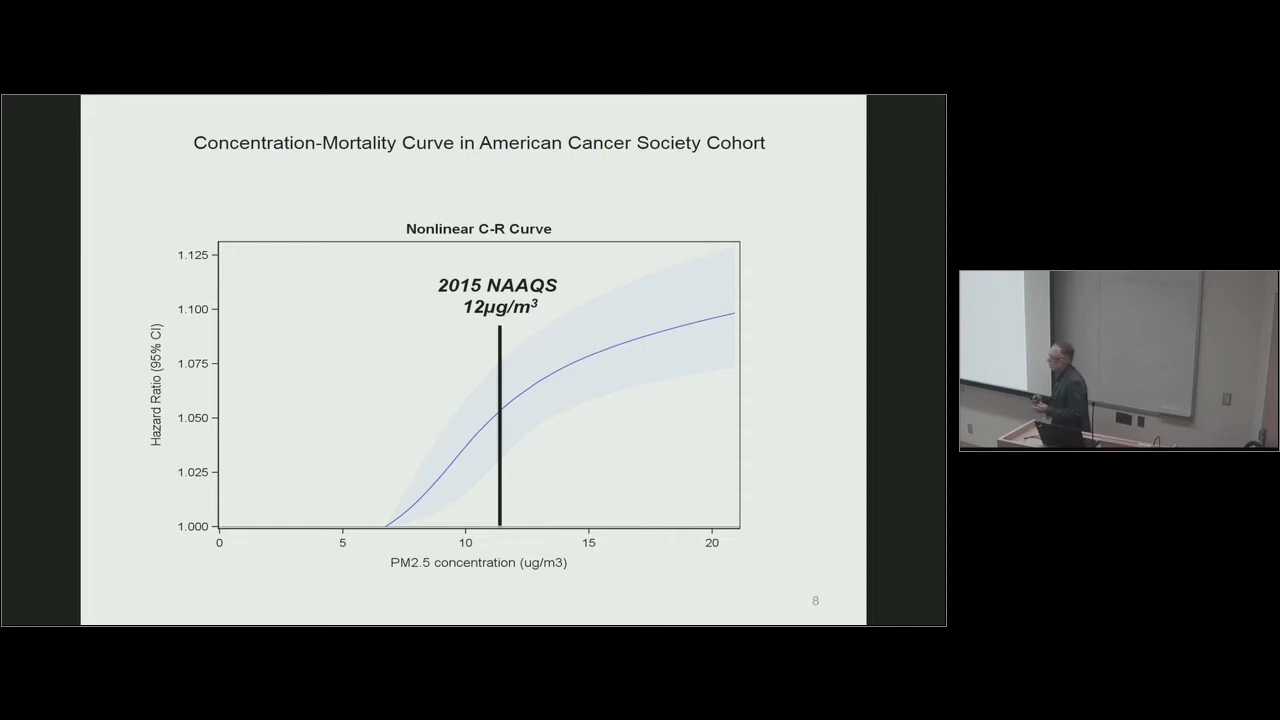 Concentration-Mortality Curve in American Cancer Society Cohort
Nonlinear C-R Curve
2015 NAAQS
12µg/m³
Hazard Ratio (95% CI)
1.125
1.100
1.075
1.050
1.025
1.000
0 5 10 15 20
PM2.5 concentration (ug/m3)
8